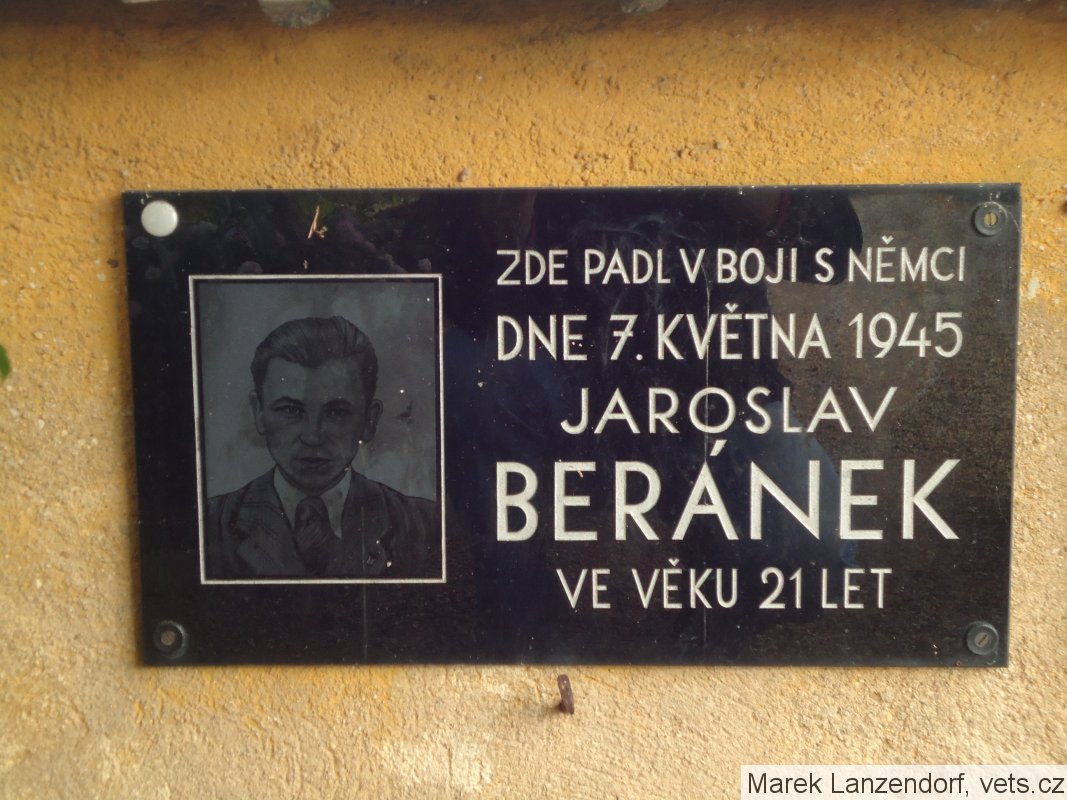 ZDE PADL V BOJI S NĚMCI
DNE 7. KVĚTNA 1945
JAROSLAV
BERÁNEK
VE VĚKU 21 LET
Marek Lanzendorf, vets.cz